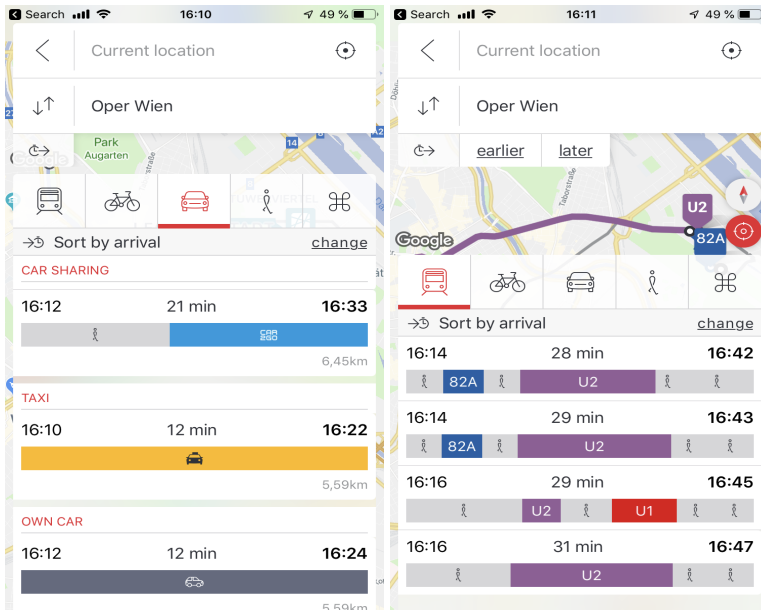 Search
16:10
49 %
Current location
Oper Wien
Park
Augarten
14
Google
Sort by arrival
change
CAR SHARING
16:12
21 min
16:33
CAR2GO
6,45km
TAXI
16:10
12 min
16:22
5,59km
OWN CAR
16:12
12 min
16:24
5,59km
Search
16:11
49 %
Current location
Oper Wien
earlier
later
Taborstraße
U2
82A
Google
Sort by arrival
change
16:14
28 min
16:42
82A
U2
16:14
29 min
16:43
82A
U2
16:16
29 min
16:45
U2
U1
16:16
31 min
16:47
U2